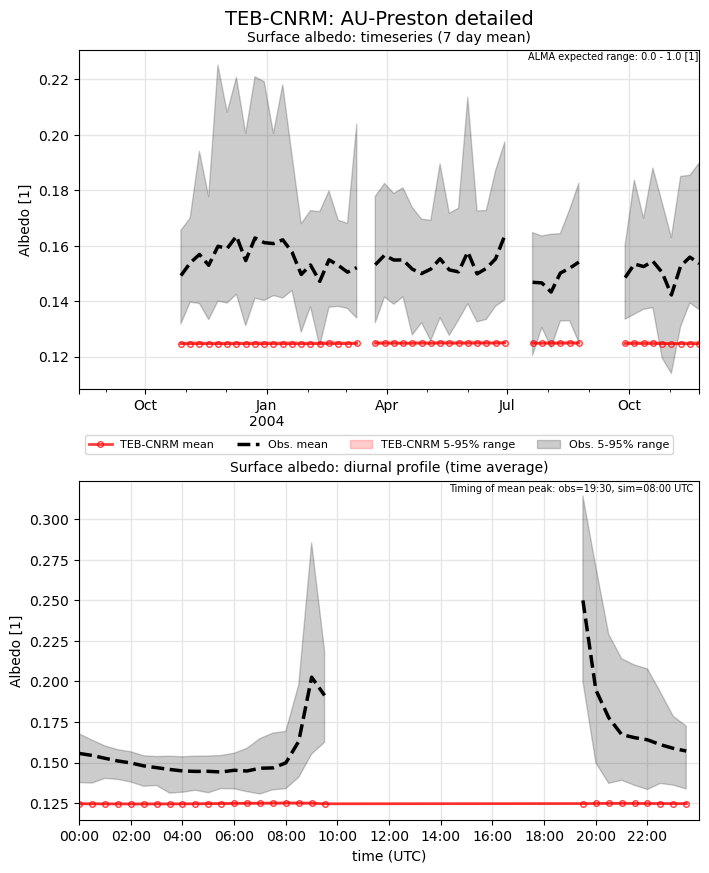 TEB-CNRM: AU-Preston detailed
Surface albedo: timeseries (7 day mean)
ALMA expected range: 0.0 - 1.0 [1]
0.22
0.20
0.18
0.16
0.14
0.12
Albedo [1]
Oct
Jan
2004
Apr
Jul
Oct
TEB-CNRM mean
Obs. mean
TEB-CNRM 5-95% range
Obs. 5-95% range
Surface albedo: diurnal profile (time average)
Timing of mean peak: obs=19:30, sim=08:00 UTC
0.300
0.275
0.250
0.225
0.200
0.175
0.150
0.125
Albedo [1]
00:00
02:00
04:00
06:00
08:00
10:00
12:00
14:00
16:00
18:00
20:00
22:00
time (UTC)